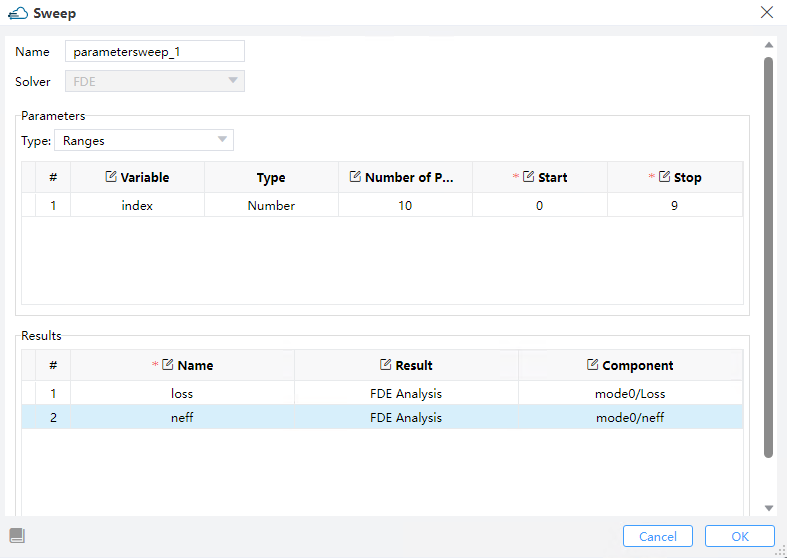 Sweep
Name parametersweep_1
Solver FDE
Parameters
Type: Ranges
# Variable Type Number of P... * Start * Stop
1 index Number 10 0 9
Results
# * Name Result Component
1 loss FDE Analysis mode0/Loss
2 neff FDE Analysis mode0/neff
Cancel OK